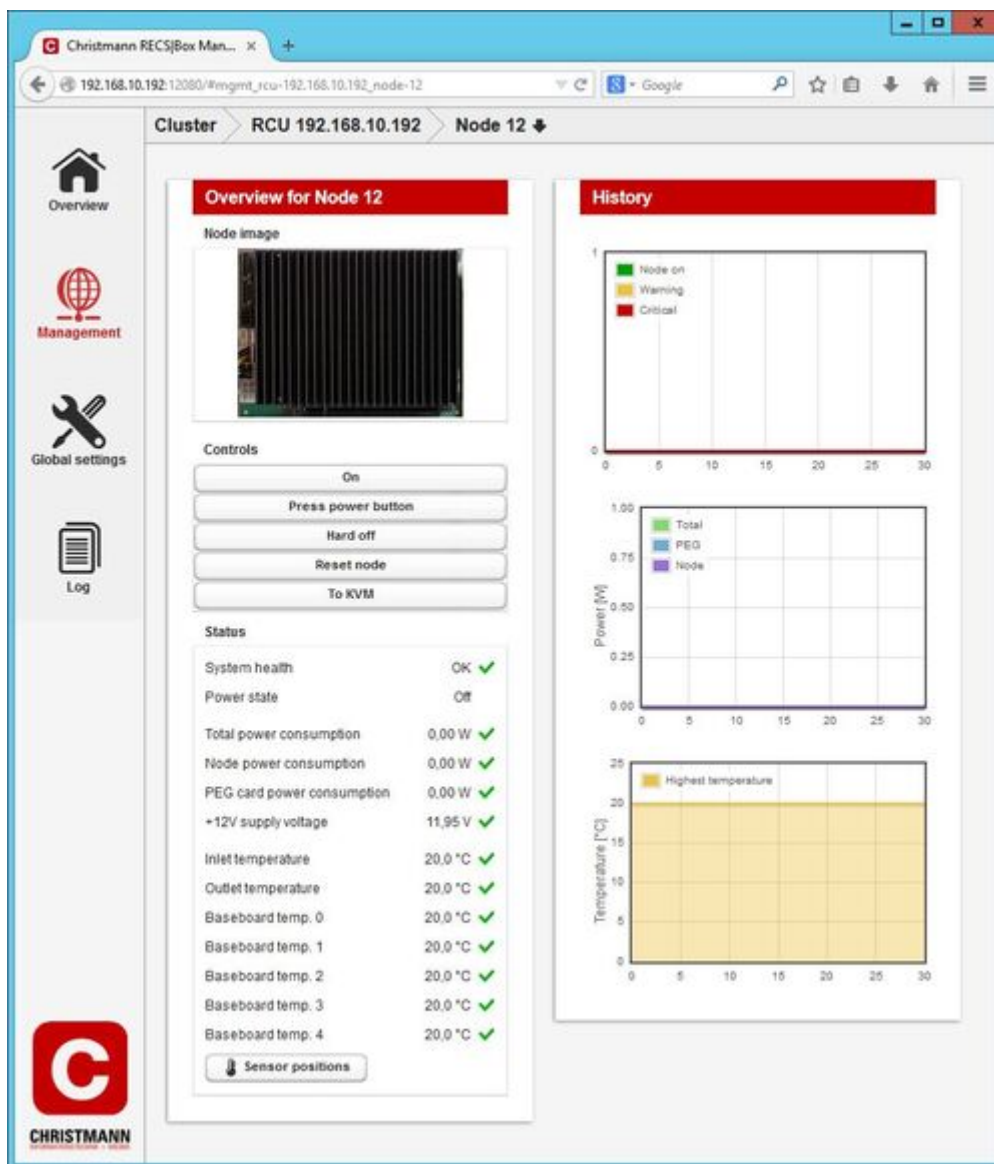 Christmann RECS|Box Man...
192.168.10.192:12080/#mgmt_rcu-192.168.10.192_node-12
Google
Cluster
RCU 192.168.10.192
Node 12
Overview
Management
Global settings
Log
Overview for Node 12
Node image
Controls
On
Press power button
Hard off
Reset node
To KVM
Status
System health OK
Power state Off
Total power consumption 0,00 W
Node power consumption 0,00 W
PEG card power consumption 0,00 W
+12V supply voltage 11,95 V
Inlet temperature 20,0 °C
Outlet temperature 20,0 °C
Baseboard temp. 0 20,0 °C
Baseboard temp. 1 20,0 °C
Baseboard temp. 2 20,0 °C
Baseboard temp. 3 20,0 °C
Baseboard temp. 4 20,0 °C
Sensor positions
History
1
Node on
Warning
Critical
0
0 5 10 15 20 25 30
1.00
Total
PEG
0.75
Node
Power [W]
0.50
0.25
0.00
0 5 10 15 20 25 30
25
Highest temperature
20
Temperature [°C]
15
10
5
0
0 5 10 15 20 25 30
C
CHRISTMANN